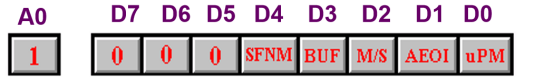 A0 D7 D6 D5 D4 D3 D2 D1 D0
1 0 0 0 SFNM BUF M/S AEOI uPM